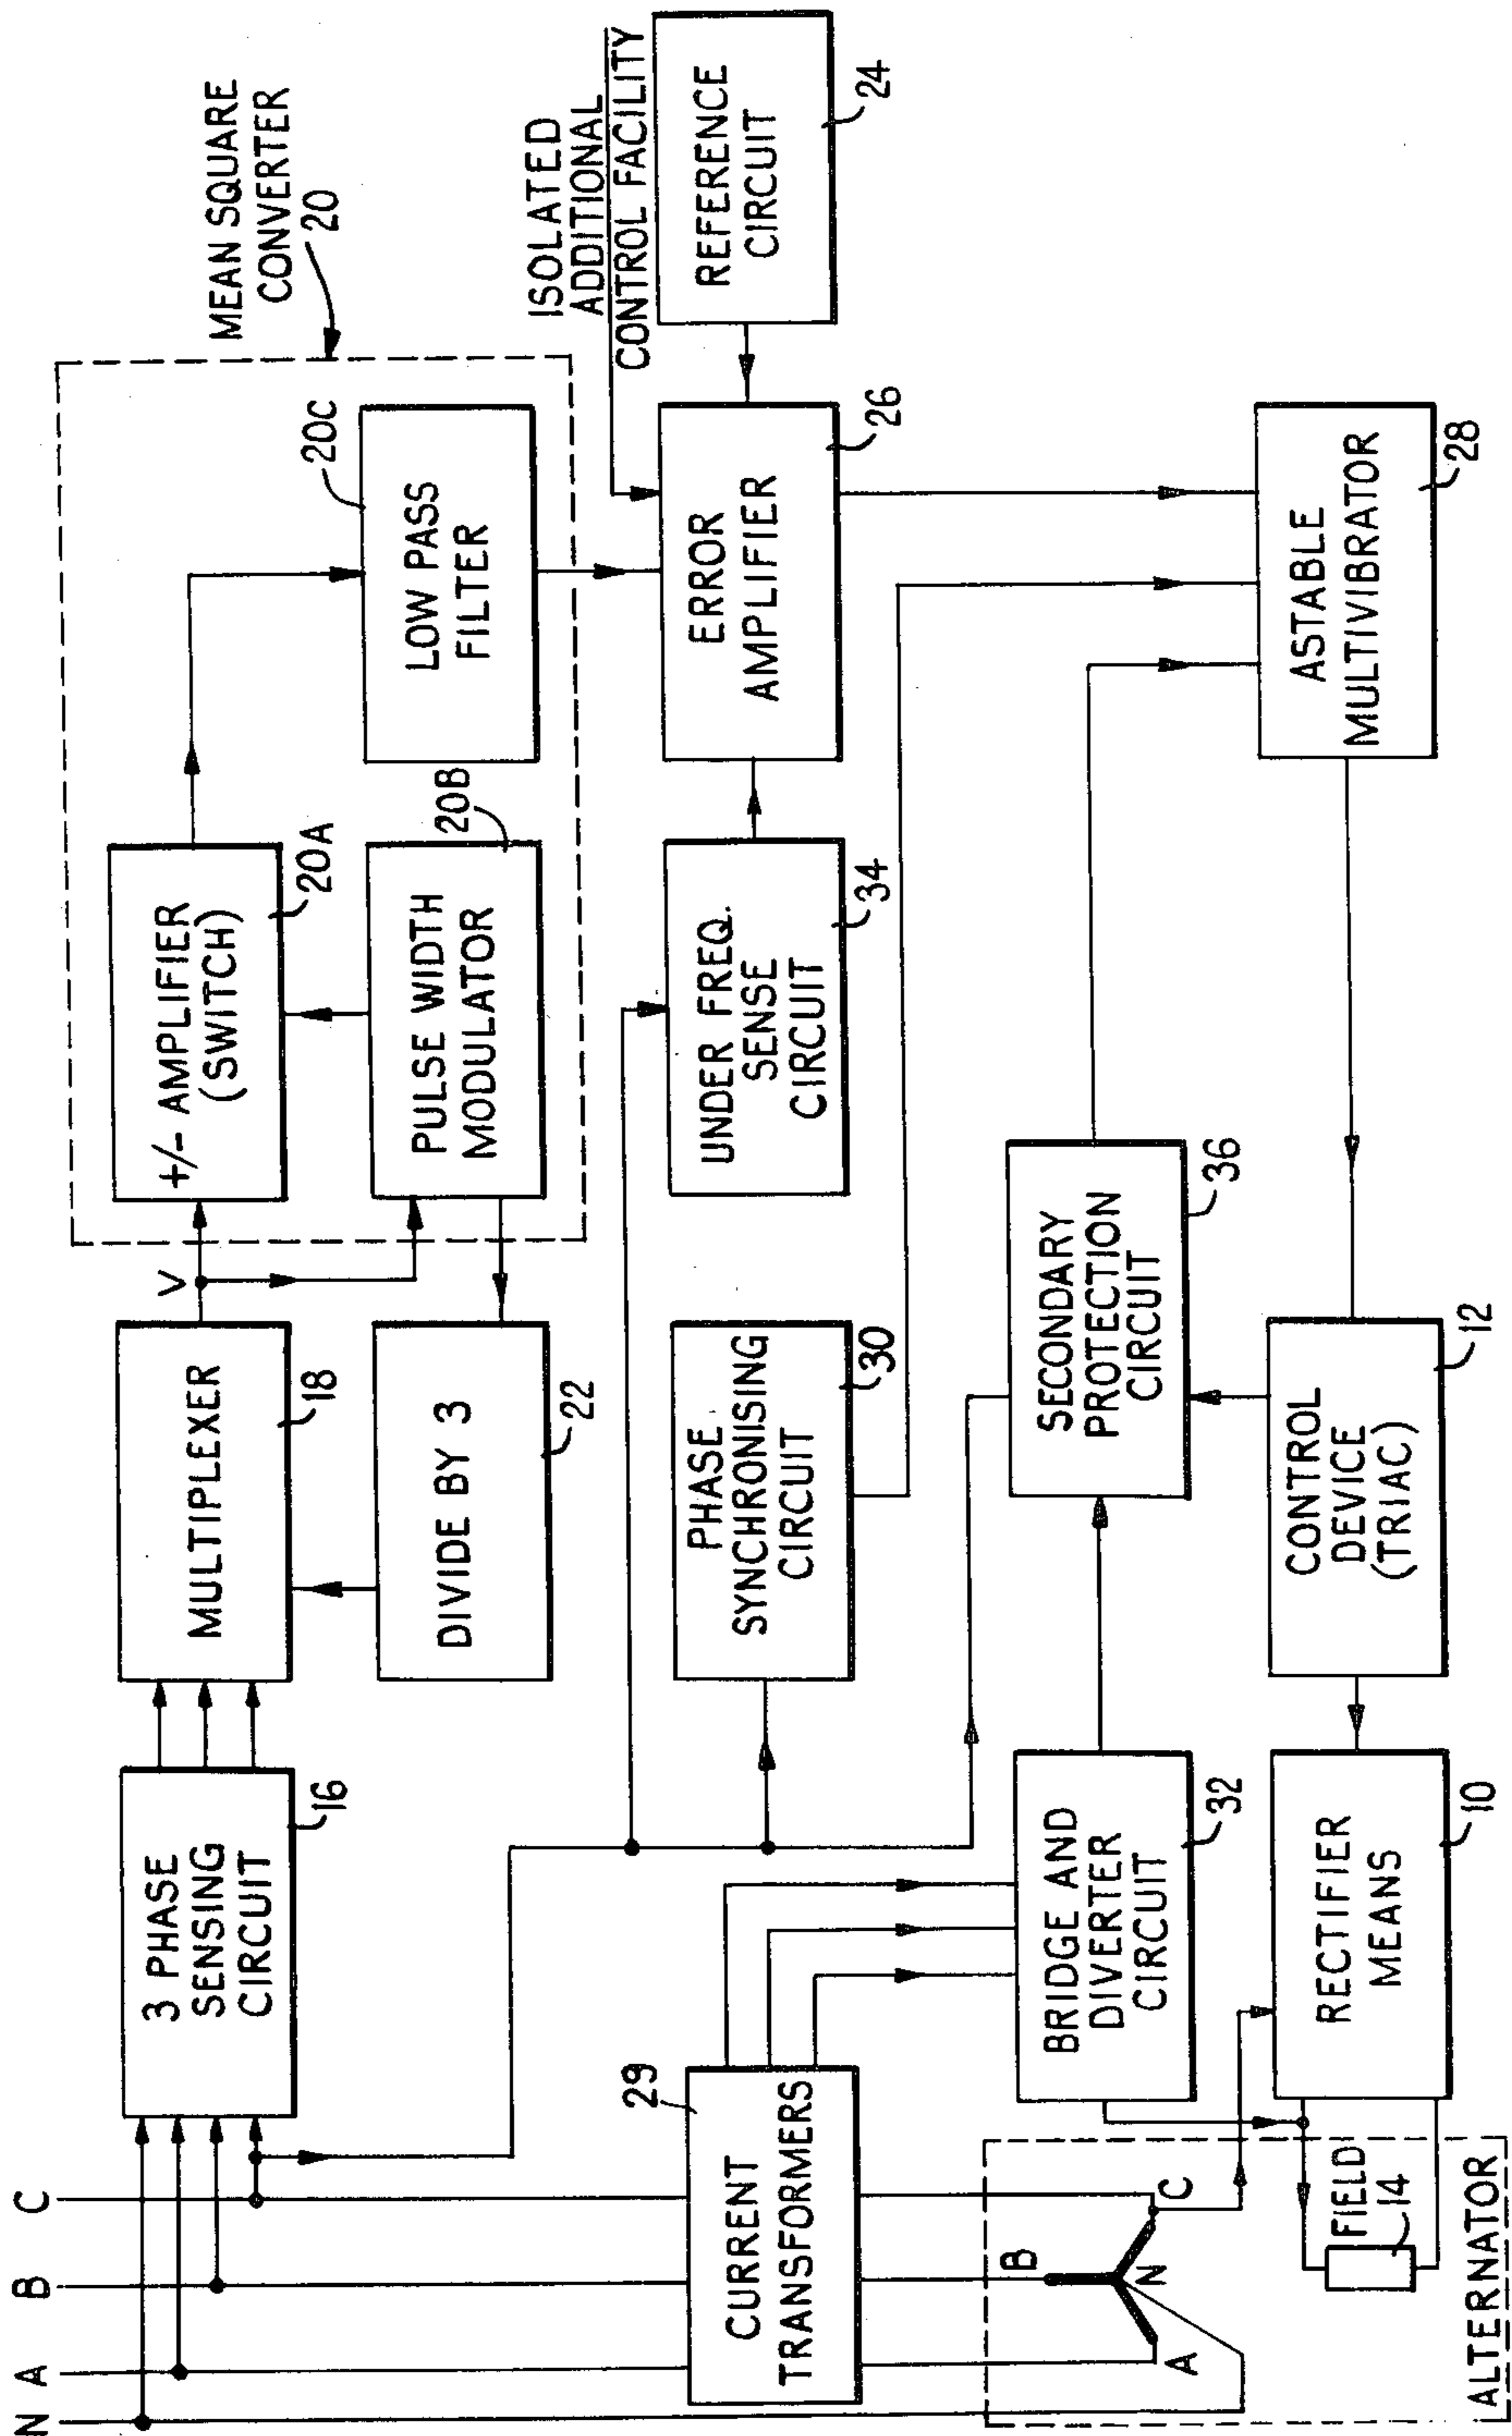 N
A
B
C
3 PHASE
SENSING
CIRCUIT
16
MULTIPLEXER
18
DIVIDE BY 3
22
V
+/- AMPLIFIER
(SWITCH)
20A
PULSE WIDTH
MODULATOR
20B
LOW PASS
FILTER
20C
MEAN SQUARE
CONVERTER
20
ISOLATED
ADDITIONAL
CONTROL FACILITY
PHASE
SYNCHRONISING
CIRCUIT
30
UNDER FREQ.
SENSE
CIRCUIT
34
ERROR
AMPLIFIER
26
REFERENCE
CIRCUIT
24
29
CURRENT
TRANSFORMERS
BRIDGE AND
DIVERTER
CIRCUIT
32
SECONDARY
PROTECTION
CIRCUIT
36
ASTABLE
MULTIVIBRATOR
28
A
B
N
C
FIELD
14
ALTERNATOR
RECTIFIER
MEANS
10
CONTROL
DEVICE
(TRIAC)
12